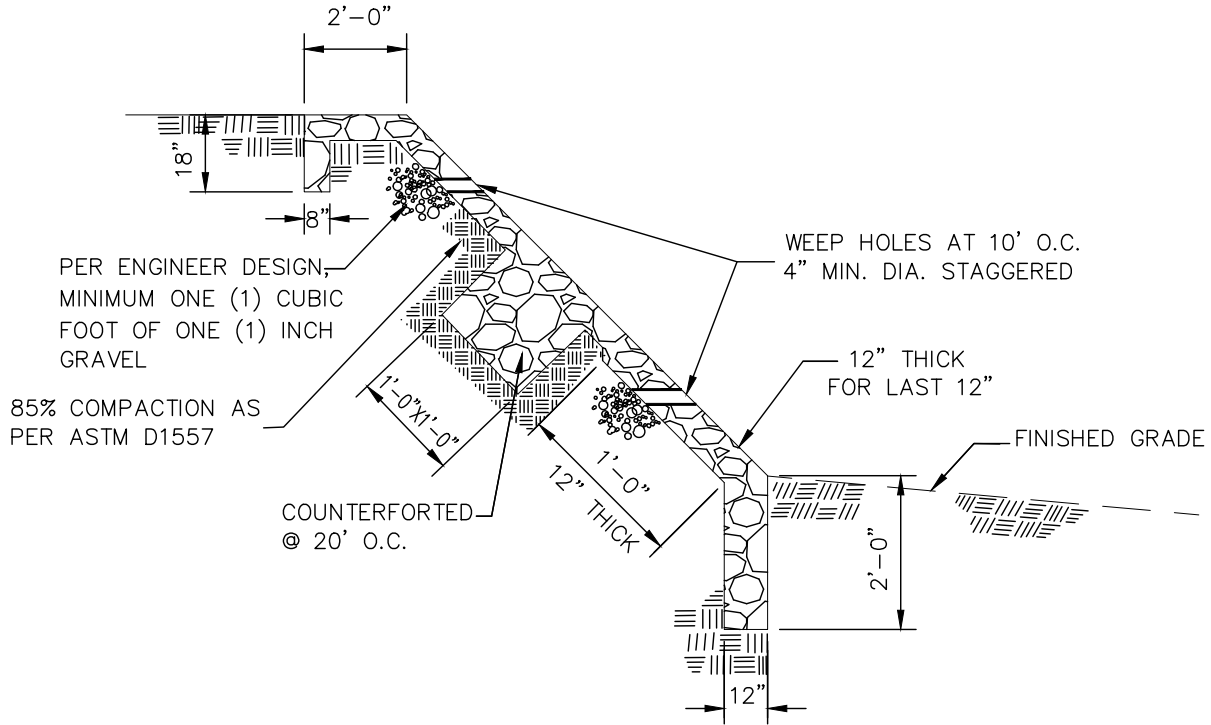 2'-0"
18"
8"
PER ENGINEER DESIGN,
MINIMUM ONE (1) CUBIC
FOOT OF ONE (1) INCH
GRAVEL
85% COMPACTION AS
PER ASTM D1557
1'-0"X1'-0"
COUNTERFORTED
@ 20' O.C.
1'-0"
12" THICK
WEEP HOLES AT 10' O.C.
4" MIN. DIA. STAGGERED
12" THICK
FOR LAST 12"
FINISHED GRADE
2'-0"
12"